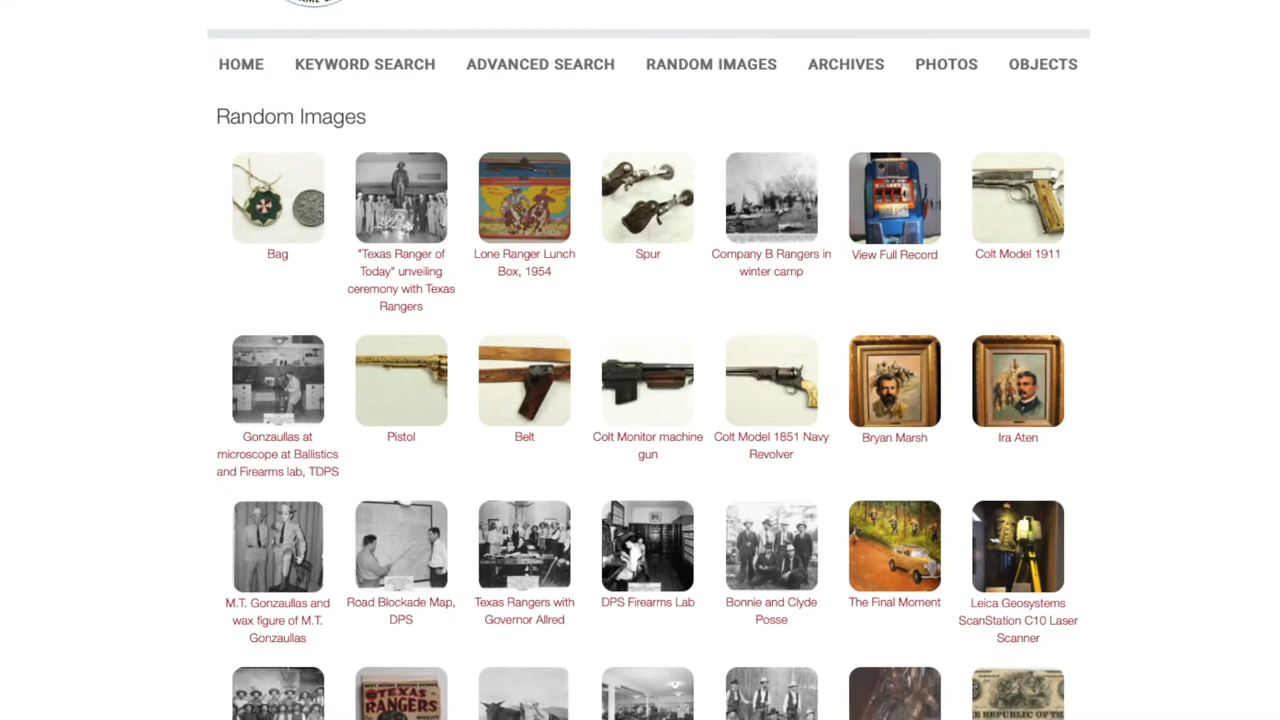 HOME KEYWORD SEARCH ADVANCED SEARCH RANDOM IMAGES ARCHIVES PHOTOS OBJECTS
Random Images
Bag
"Texas Ranger of
Today" unveiling
ceremony with Texas
Rangers
Lone Ranger Lunch
Box, 1954
Spur
Company B Rangers in
winter camp
View Full Record
Colt Model 1911
Gonzaullas at
microscope at Ballistics
and Firearms lab, TDPS
Pistol
Belt
Colt Monitor machine
gun
Colt Model 1851 Navy
Revolver
Bryan Marsh
Ira Aten
M.T. Gonzaullas and
wax figure of M.T.
Gonzaullas
Road Blockade Map,
DPS
Texas Rangers with
Governor Allred
DPS Firearms Lab
Bonnie and Clyde
Posse
The Final Moment
Leica Geosystems
ScanStation C10 Laser
Scanner
TEXAS
RANGERS